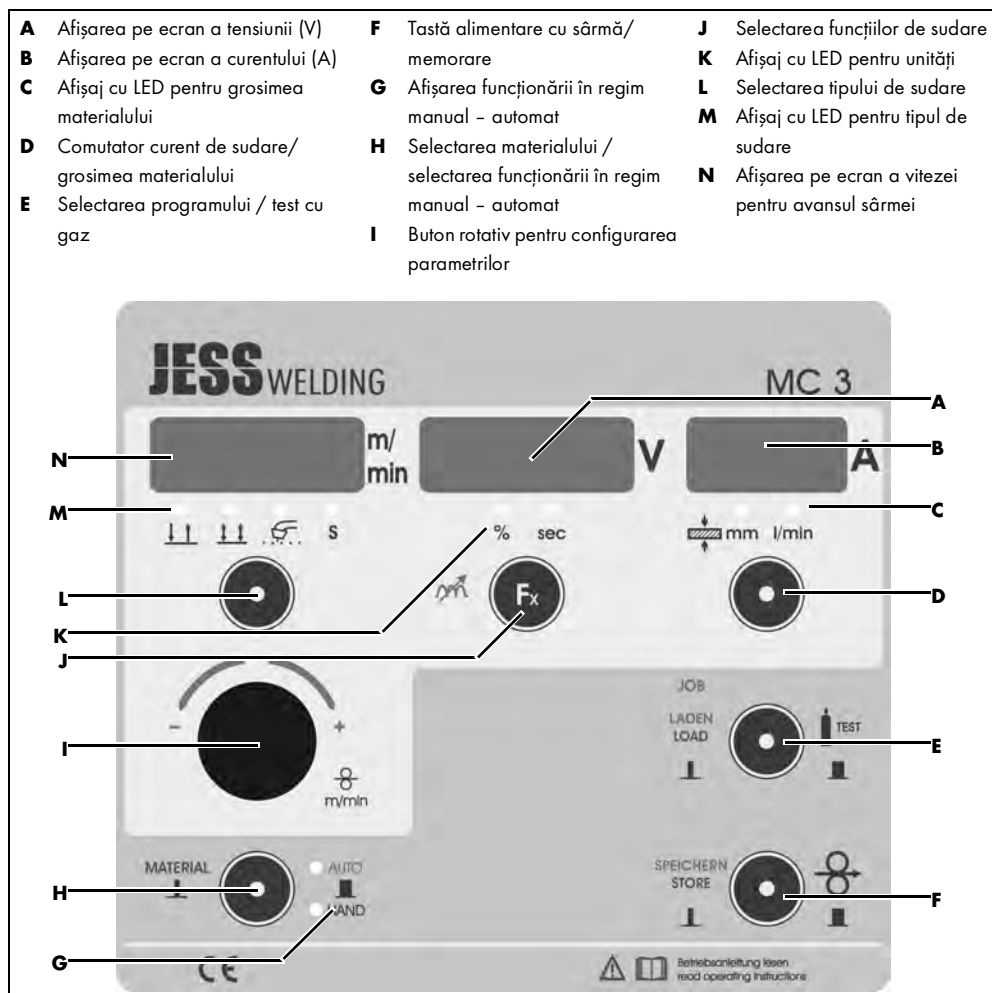 A Afișarea pe ecran a tensiunii (V)
B Afișarea pe ecran a curentului (A)
C Afișaj cu LED pentru grosimea
materialului
D Comutator curent de sudare/
grosimea materialului
E Selectarea programului / test cu
gaz
F Tastă alimentare cu sârmă/
memorare
G Afișarea funcționării în regim
manual – automat
H Selectarea materialului /
selectarea funcționării în regim
manual – automat
I Buton rotativ pentru configurarea
parametrilor
J Selectarea funcțiilor de sudare
K Afișaj cu LED pentru unități
L Selectarea tipului de sudare
M Afișaj cu LED pentru tipul de
sudare
N Afișarea pe ecran a vitezei
pentru avansul sârmei
JESS WELDING
MC 3
A
N
m/
min
V
A
B
M
C
S
% sec
mm l/min
L
Fx
D
K
J
JOB
LADEN
LOAD
TEST
E
I
- +
m/min
MATERIAL
AUTO
HAND
H
SPEICHERN
STORE
F
G
CE
Betriebsanleitung lesen
read operating instructions